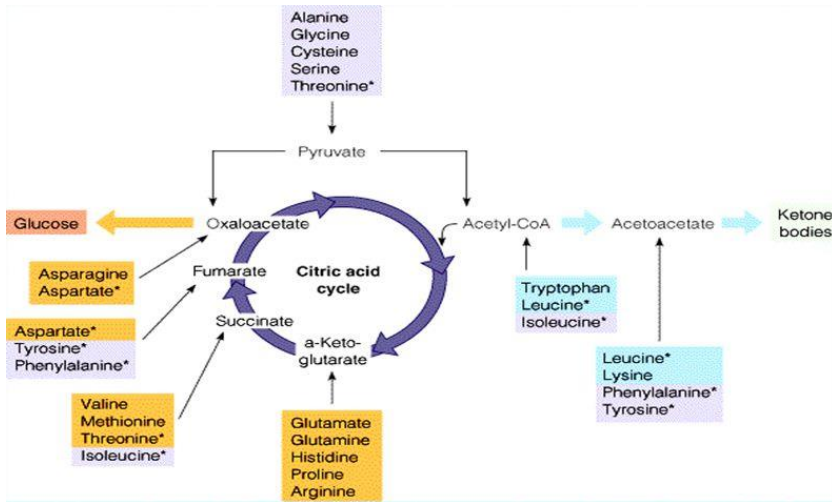 Alanine
Glycine
Cysteine
Serine
Threonine*
Pyruvate
Glucose
Oxaloacetate
Acetyl-CoA
Acetoacetate
Ketone
bodies
Asparagine
Aspartate*
Fumarate
Citric acid
cycle
Tryptophan
Leucine*
Isoleucine*
Aspartate*
Tyrosine*
Phenylalanine*
Succinate
a-Keto-
glutarate
Leucine*
Lysine
Phenylalanine*
Tyrosine*
Valine
Methionine
Threonine*
Isoleucine*
Glutamate
Glutamine
Histidine
Proline
Arginine